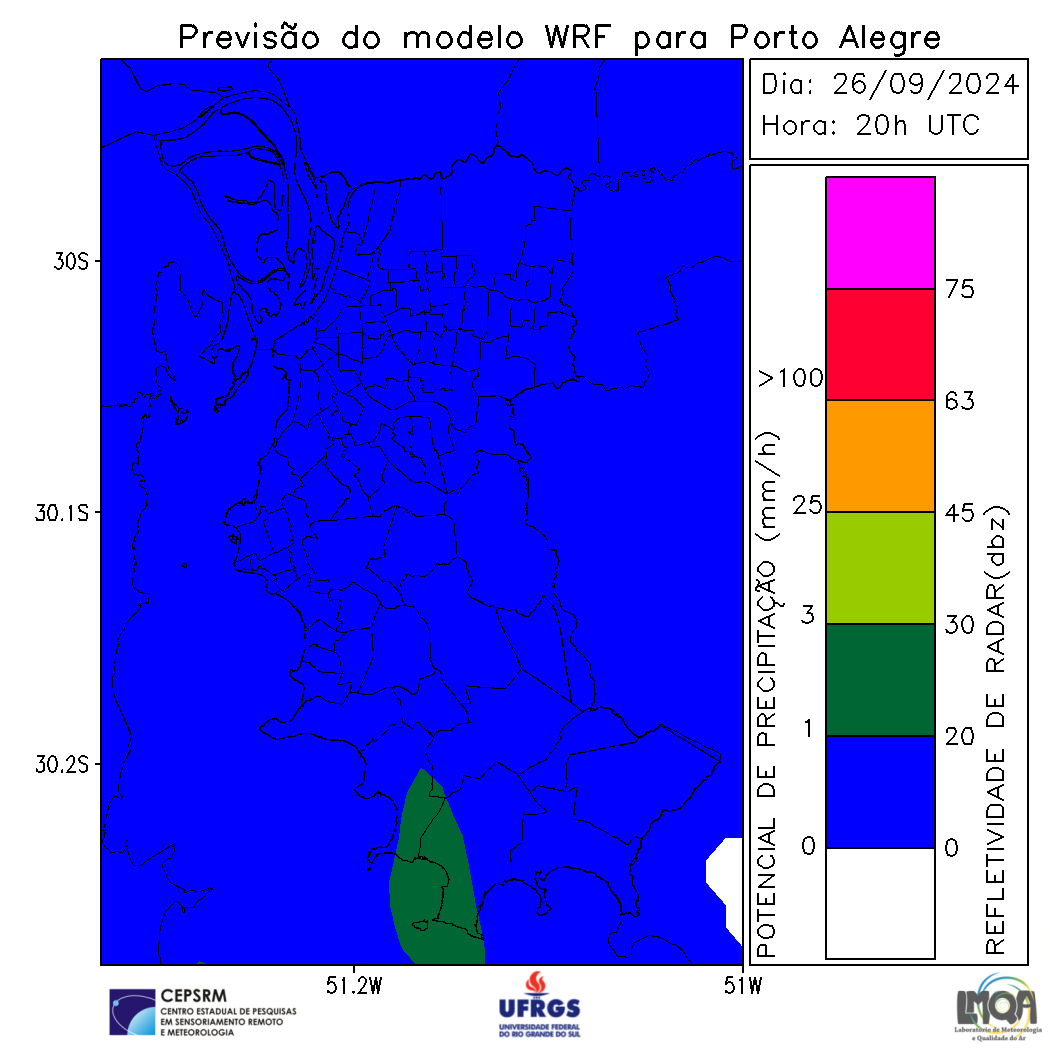 Previsão do modelo WRF para Porto Alegre
Dia: 26/09/2024
Hora: 20h UTC
30S
30.1S
30.2S
51.2W
51W
POTENCIAL DE PRECIPITAÇÃO (mm/h)
>100
25
3
1
0
75
63
45
30
20
0
REFLETIVIDADE DE RADAR(dbz)
CEPSRM
CENTRO ESTADUAL DE PESQUISAS
EM SENSORIAMENTO REMOTO
E METEOROLOGIA
UFRGS
UNIVERSIDADE FEDERAL
DO RIO GRANDE DO SUL
LMQA
Laboratório de Meteorologia
e Qualidade do Ar